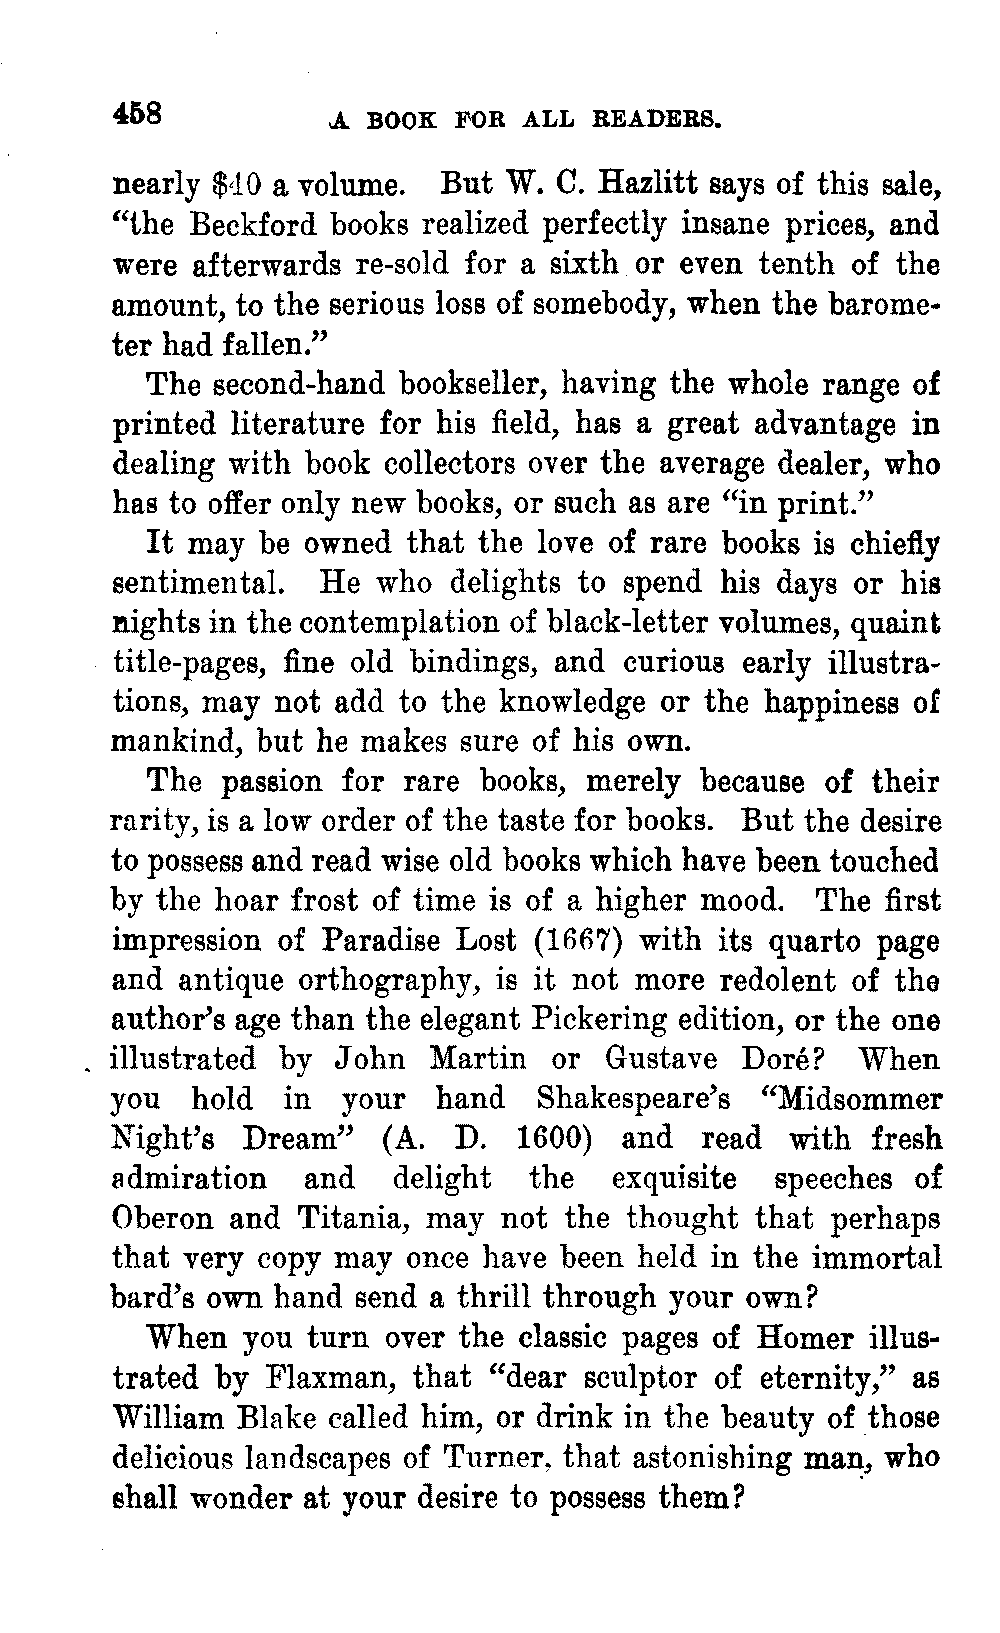 458 A BOOK FOR ALL READERS.
nearly $40 a volume. But W. C. Hazlitt says of this sale,
“the Beckford books realized perfectly insane prices, and
were afterwards re-sold for a sixth or even tenth of the
amount, to the serious loss of somebody, when the barome-
ter had fallen.”
The second-hand bookseller, having the whole range of
printed literature for his field, has a great advantage in
dealing with book collectors over the average dealer, who
has to offer only new books, or such as are “in print.”
It may be owned that the love of rare books is chiefly
sentimental. He who delights to spend his days or his
nights in the contemplation of black-letter volumes, quaint
title-pages, fine old bindings, and curious early illustra-
tions, may not add to the knowledge or the happiness of
mankind, but he makes sure of his own.
The passion for rare books, merely because of their
rarity, is a low order of the taste for books. But the desire
to possess and read wise old books which have been touched
by the hoar frost of time is of a higher mood. The first
impression of Paradise Lost (1667) with its quarto page
and antique orthography, is it not more redolent of the
author’s age than the elegant Pickering edition, or the one
illustrated by John Martin or Gustave Doré? When
you hold in your hand Shakespeare’s “Midsommer
Night’s Dream” (A. D. 1600) and read with fresh
admiration and delight the exquisite speeches of
Oberon and Titania, may not the thought that perhaps
that very copy may once have been held in the immortal
bard’s own hand send a thrill through your own?
When you turn over the classic pages of Homer illus-
trated by Flaxman, that “dear sculptor of eternity,” as
William Blake called him, or drink in the beauty of those
delicious landscapes of Turner, that astonishing man, who
shall wonder at your desire to possess them?